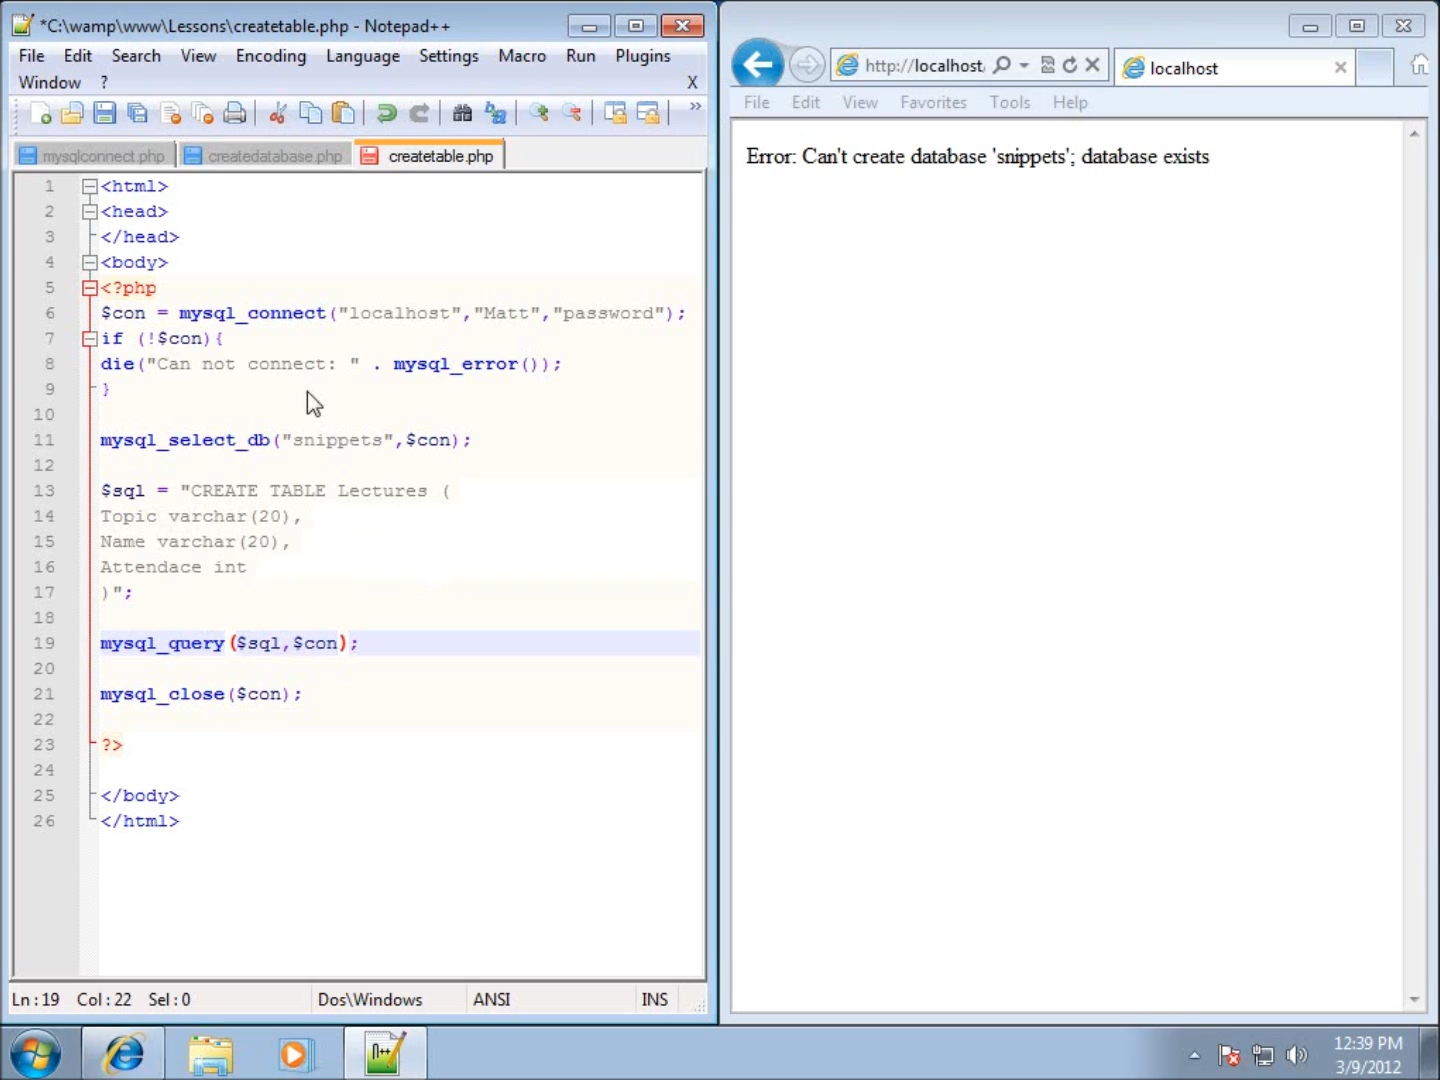 *C:\wamp\www\Lessons\createtable.php - Notepad++
File Edit Search View Encoding Language Settings Macro Run Plugins
Window ? X
mysqlconnect.php createdatabase.php createtable.php
1 <html>
2 <head>
3 </head>
4 <body>
5 <?php
6 $con = mysql_connect("localhost","Matt","password");
7 if (!$con){
8 die("Can not connect: " . mysql_error());
9 }
10
11 mysql_select_db("snippets",$con);
12
13 $sql = "CREATE TABLE Lectures (
14 Topic varchar(20),
15 Name varchar(20),
16 Attendace int
17 )";
18
19 mysql_query($sql,$con);
20
21 mysql_close($con);
22
23 ?>
24
25 </body>
26 </html>
Ln : 19 Col : 22 Sel : 0 Dos\Windows ANSI INS
http://localhost localhost
File Edit View Favorites Tools Help
Error: Can't create database 'snippets'; database exists
12:39 PM
3/9/2012